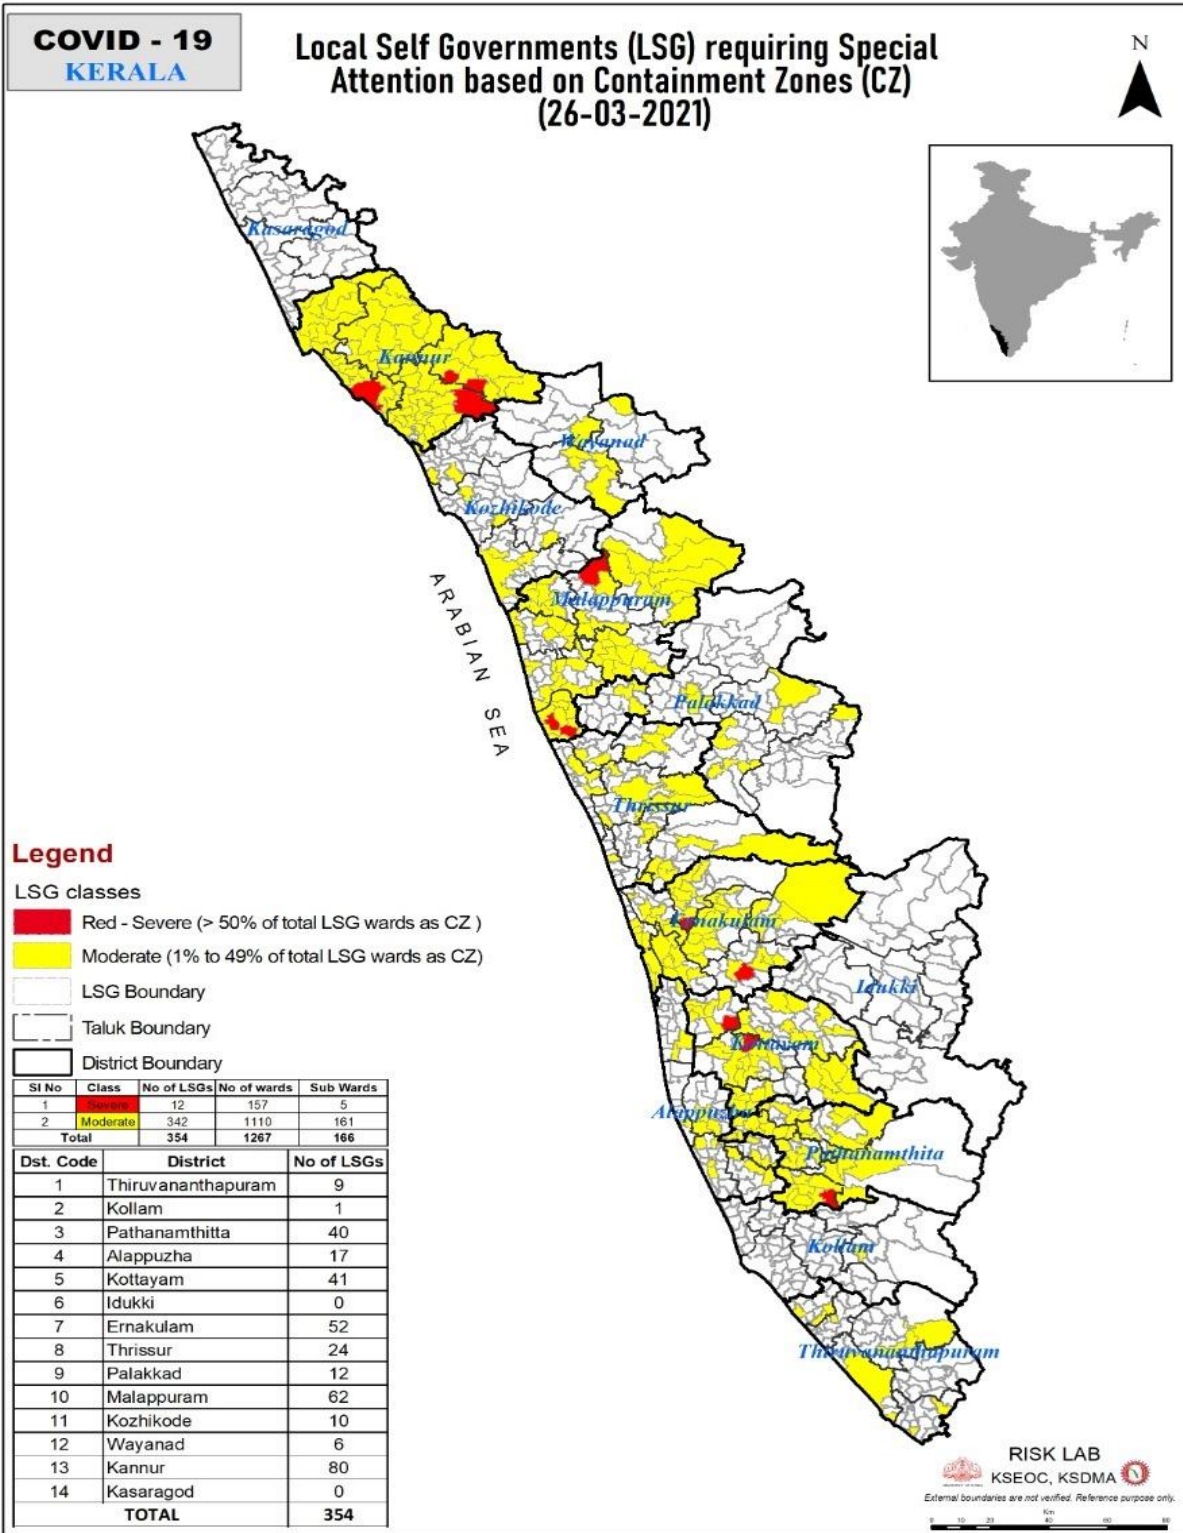 COVID - 19
KERALA
Local Self Governments (LSG) requiring Special
Attention based on Containment Zones (CZ)
(26-03-2021)
N
Kasaragod
Kannur
Wayanad
Kozhikode
ARABIAN SEA
Malappuram
Palakkad
Thrissur
Ernakulam
Idukki
Kottayam
Alappuzha
Pathanamthita
Kollam
Thiruvananthapuram
Legend
LSG classes
Red - Severe (> 50% of total LSG wards as CZ )
Moderate (1% to 49% of total LSG wards as CZ)
LSG Boundary
Taluk Boundary
District Boundary
Sl No Class No of LSGs No of wards Sub Wards
1 Severe 12 157 5
2 Moderate 342 1110 161
Total 354 1267 166
Dst. Code District No of LSGs
1 Thiruvananthapuram 9
2 Kollam 1
3 Pathanamthitta 40
4 Alappuzha 17
5 Kottayam 41
6 Idukki 0
7 Ernakulam 52
8 Thrissur 24
9 Palakkad 12
10 Malappuram 62
11 Kozhikode 10
12 Wayanad 6
13 Kannur 80
14 Kasaragod 0
TOTAL 354
RISK LAB
KSEOC, KSDMA
External boundaries are not verified. Reference purpose only.
Km
0 10 20 40 60 80